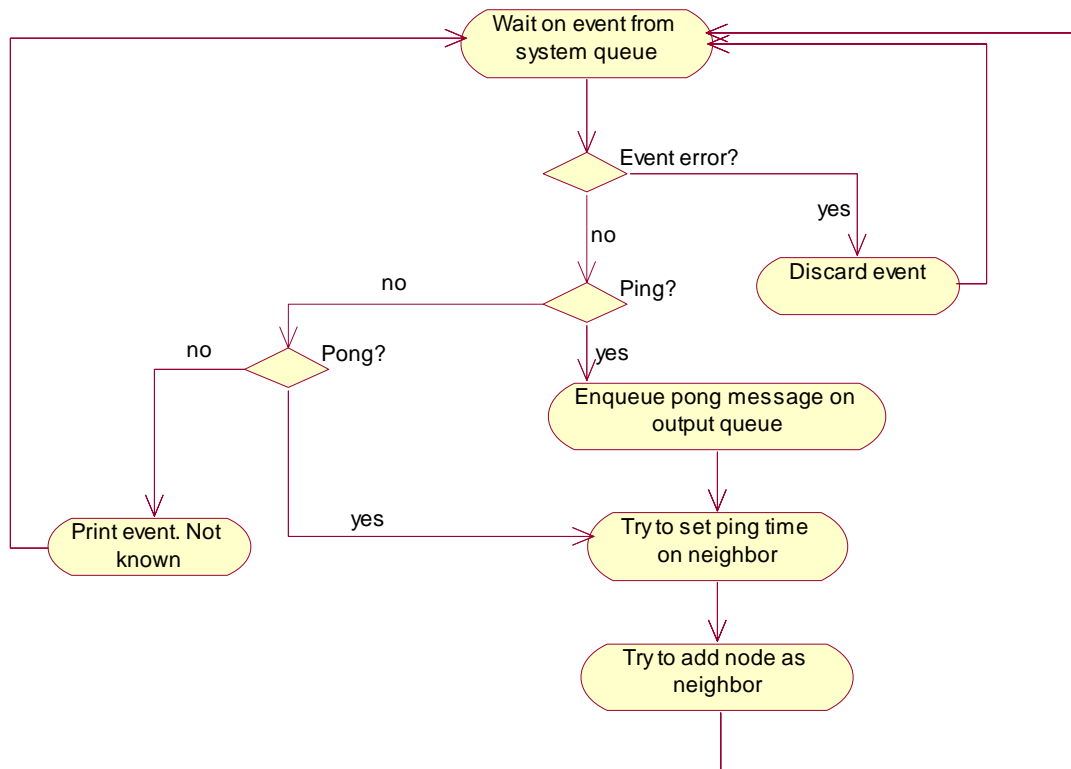 Wait on event from
system queue
Event error?
yes
no
Discard event
Ping?
no
yes
Pong?
no
Enqueue pong message on
output queue
yes
Try to set ping time
on neighbor
Print event. Not
known
Try to add node as
neighbor